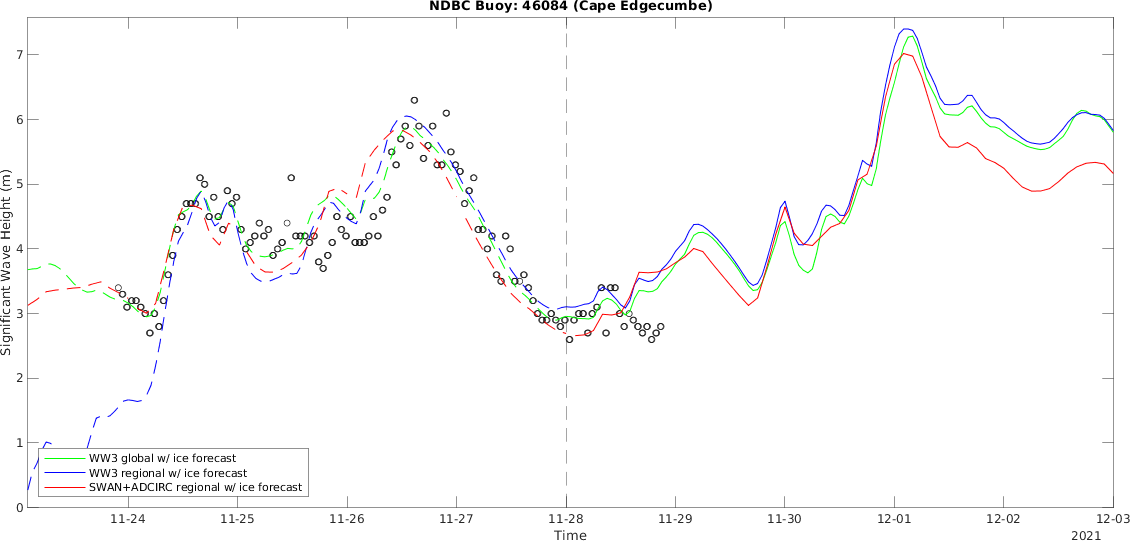 NDBC Buoy: 46084 (Cape Edgecumbe)
Significant Wave Height (m)
7
6
5
4
3
2
1
0
WW3 global w/ ice forecast
WW3 regional w/ ice forecast
SWAN+ADCIRC regional w/ ice forecast
11-24 11-25 11-26 11-27 11-28 11-29 11-30 12-01 12-02 12-03
Time
2021